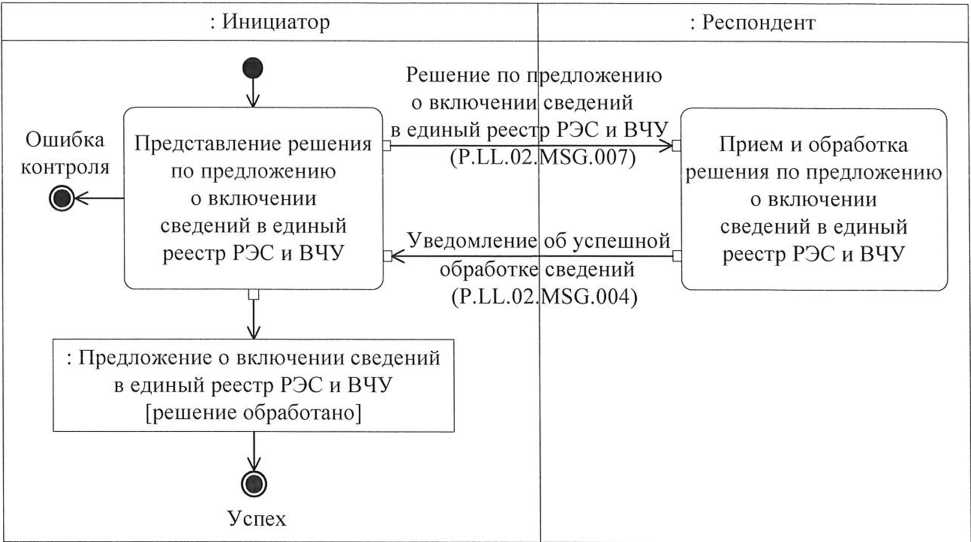 : Инициатор
: Респондент
Решение по предложению
о включении сведений
в единый реестр РЭС и ВЧУ
(P.LL.02.MSG.007)
Ошибка
контроля
Представление решения
по предложению
о включении
сведений в единый
реестр РЭС и ВЧУ
Прием и обработка
решения по предложению
о включении
сведений в единый
реестр РЭС и ВЧУ
Уведомление об успешной
обработке сведений
(P.LL.02.MSG.004)
: Предложение о включении сведений
в единый реестр РЭС и ВЧУ
[решение обработано]
Успех